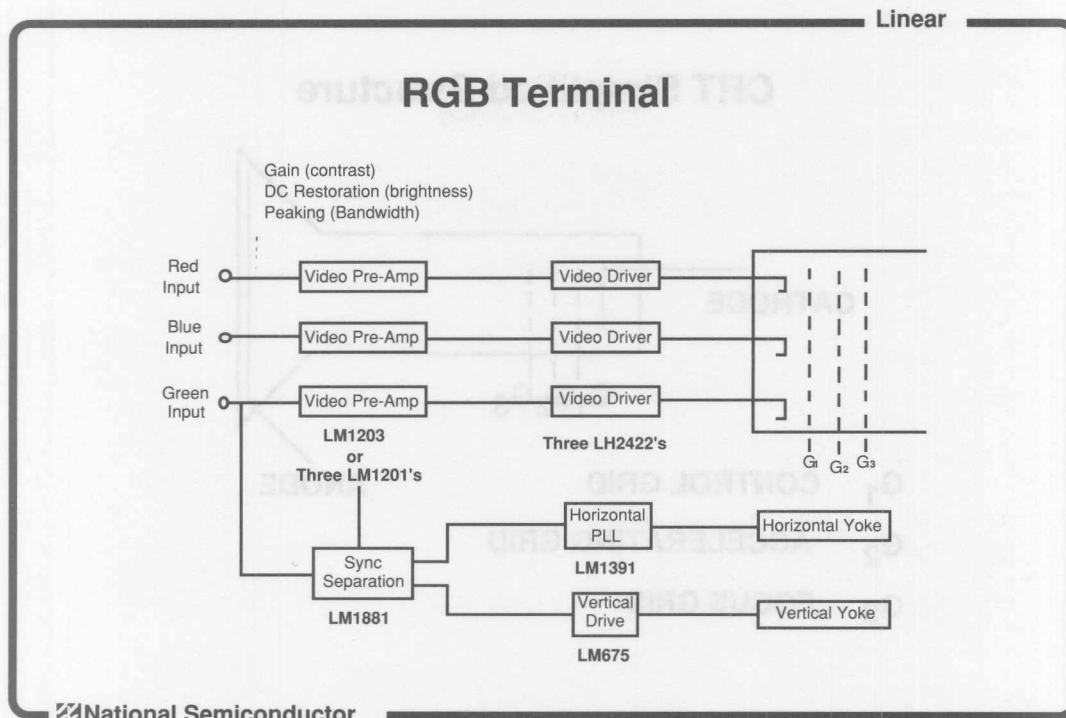 Linear
RGB Terminal
Gain (contrast)
DC Restoration (brightness)
Peaking (Bandwidth)
Red
Input
Video Pre-Amp
Video Driver
Blue
Input
Video Pre-Amp
Video Driver
Green
Input
Video Pre-Amp
Video Driver
LM1203
or
Three LM1201's
Three LH2422's
G1 G2 G3
Horizontal
PLL
LM1391
Horizontal Yoke
Sync
Separation
LM1881
Vertical
Drive
LM675
Vertical Yoke
National Semiconductor